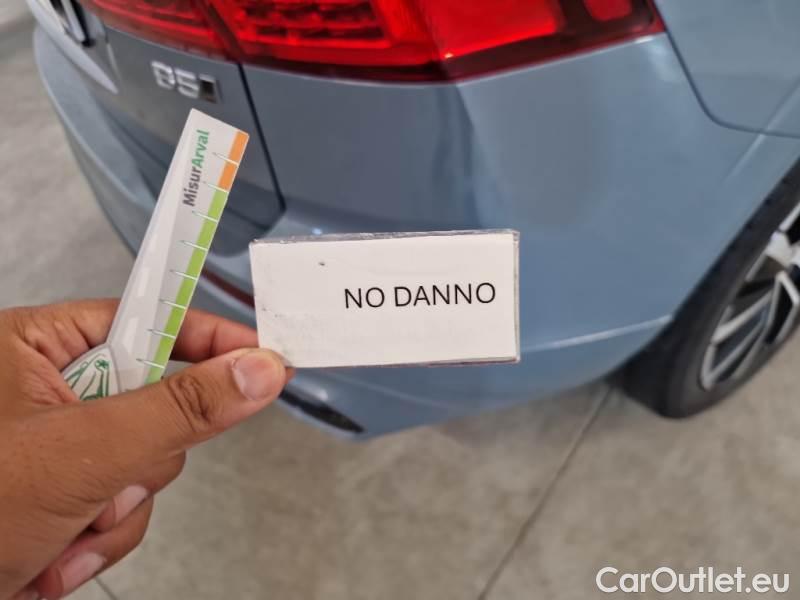 B5
MisurArval
NO DANNO
CarOutlet.eu